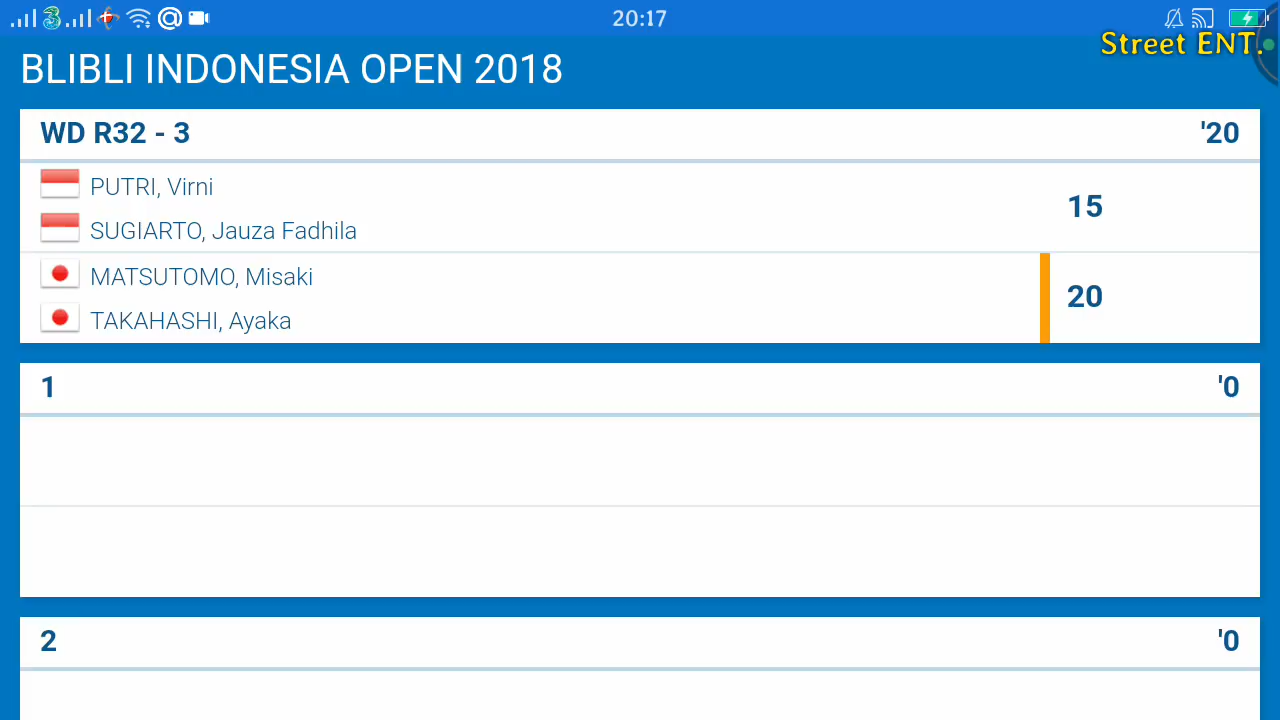 20:17
Street ENT.
BLIBLI INDONESIA OPEN 2018
WD R32 - 3 '20
PUTRI, Virni
SUGIARTO, Jauza Fadhila
15
MATSUTOMO, Misaki
TAKAHASHI, Ayaka
20
1 '0
2 '0